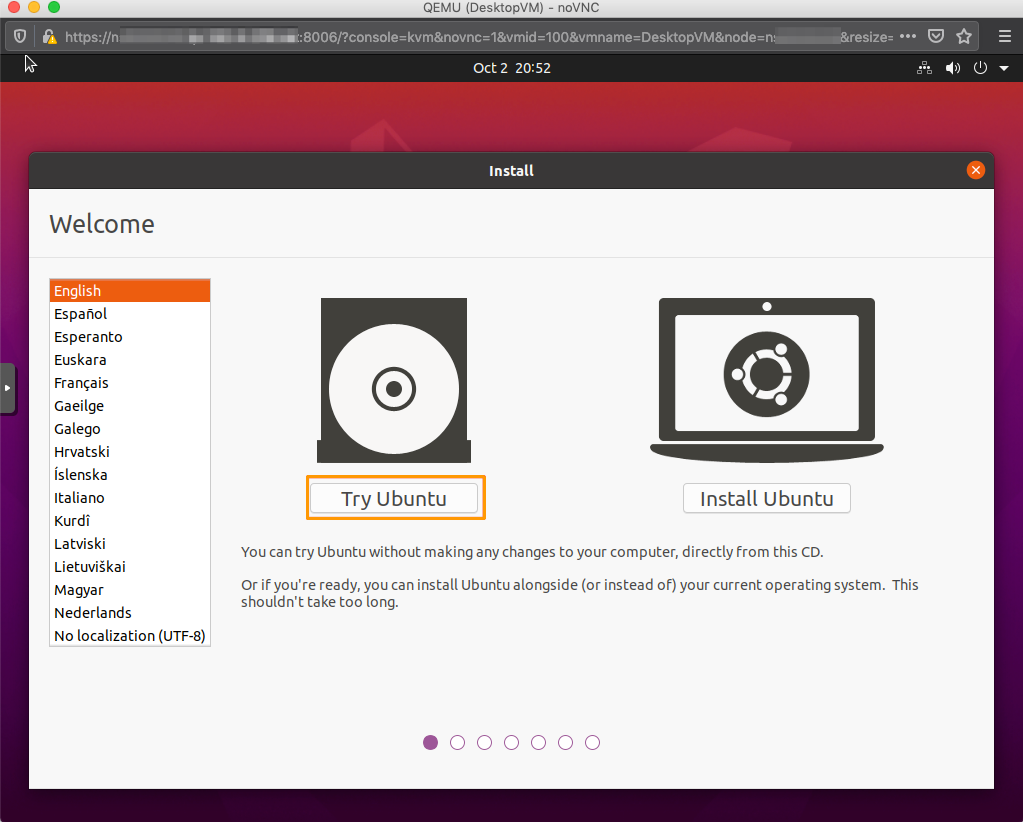 QEMU (DesktopVM) - noVNC
https://n :8006/?console=kvm&novnc=1&vmid=100&vmname=DesktopVM&node=ns &resize=
Oct 2 20:52
Install
Welcome
English
Español
Esperanto
Euskara
Français
Gaeilge
Galego
Hrvatski
Íslenska
Italiano
Kurdî
Latviski
Lietuviškai
Magyar
Nederlands
No localization (UTF-8)
Try Ubuntu
Install Ubuntu
You can try Ubuntu without making any changes to your computer, directly from this CD.
Or if you're ready, you can install Ubuntu alongside (or instead of) your current operating system. This
shouldn't take too long.